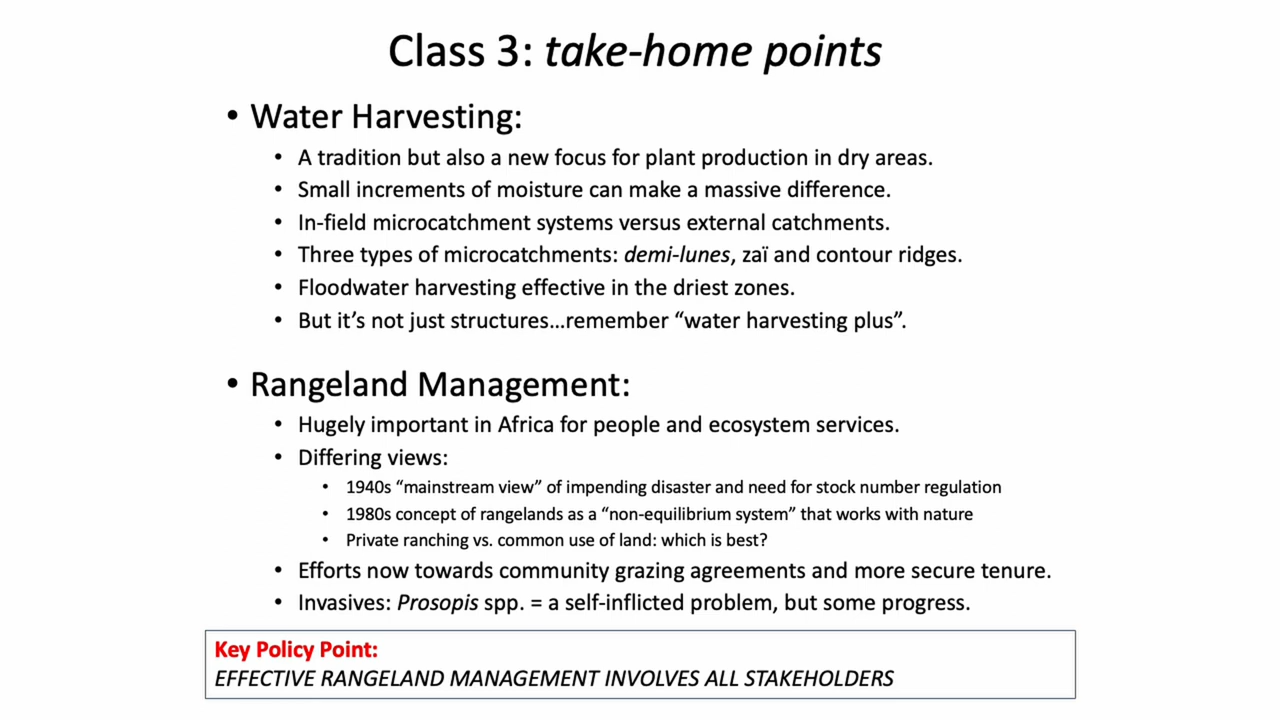 Class 3: take-home points
• Water Harvesting:
• A tradition but also a new focus for plant production in dry areas.
• Small increments of moisture can make a massive difference.
• In-field microcatchment systems versus external catchments.
• Three types of microcatchments: demi-lunes, zaï and contour ridges.
• Floodwater harvesting effective in the driest zones.
• But it’s not just structures…remember “water harvesting plus”.
• Rangeland Management:
• Hugely important in Africa for people and ecosystem services.
• Differing views:
• 1940s “mainstream view” of impending disaster and need for stock number regulation
• 1980s concept of rangelands as a “non-equilibrium system” that works with nature
• Private ranching vs. common use of land: which is best?
• Efforts now towards community grazing agreements and more secure tenure.
• Invasives: Prosopis spp. = a self-inflicted problem, but some progress.
Key Policy Point:
EFFECTIVE RANGELAND MANAGEMENT INVOLVES ALL STAKEHOLDERS